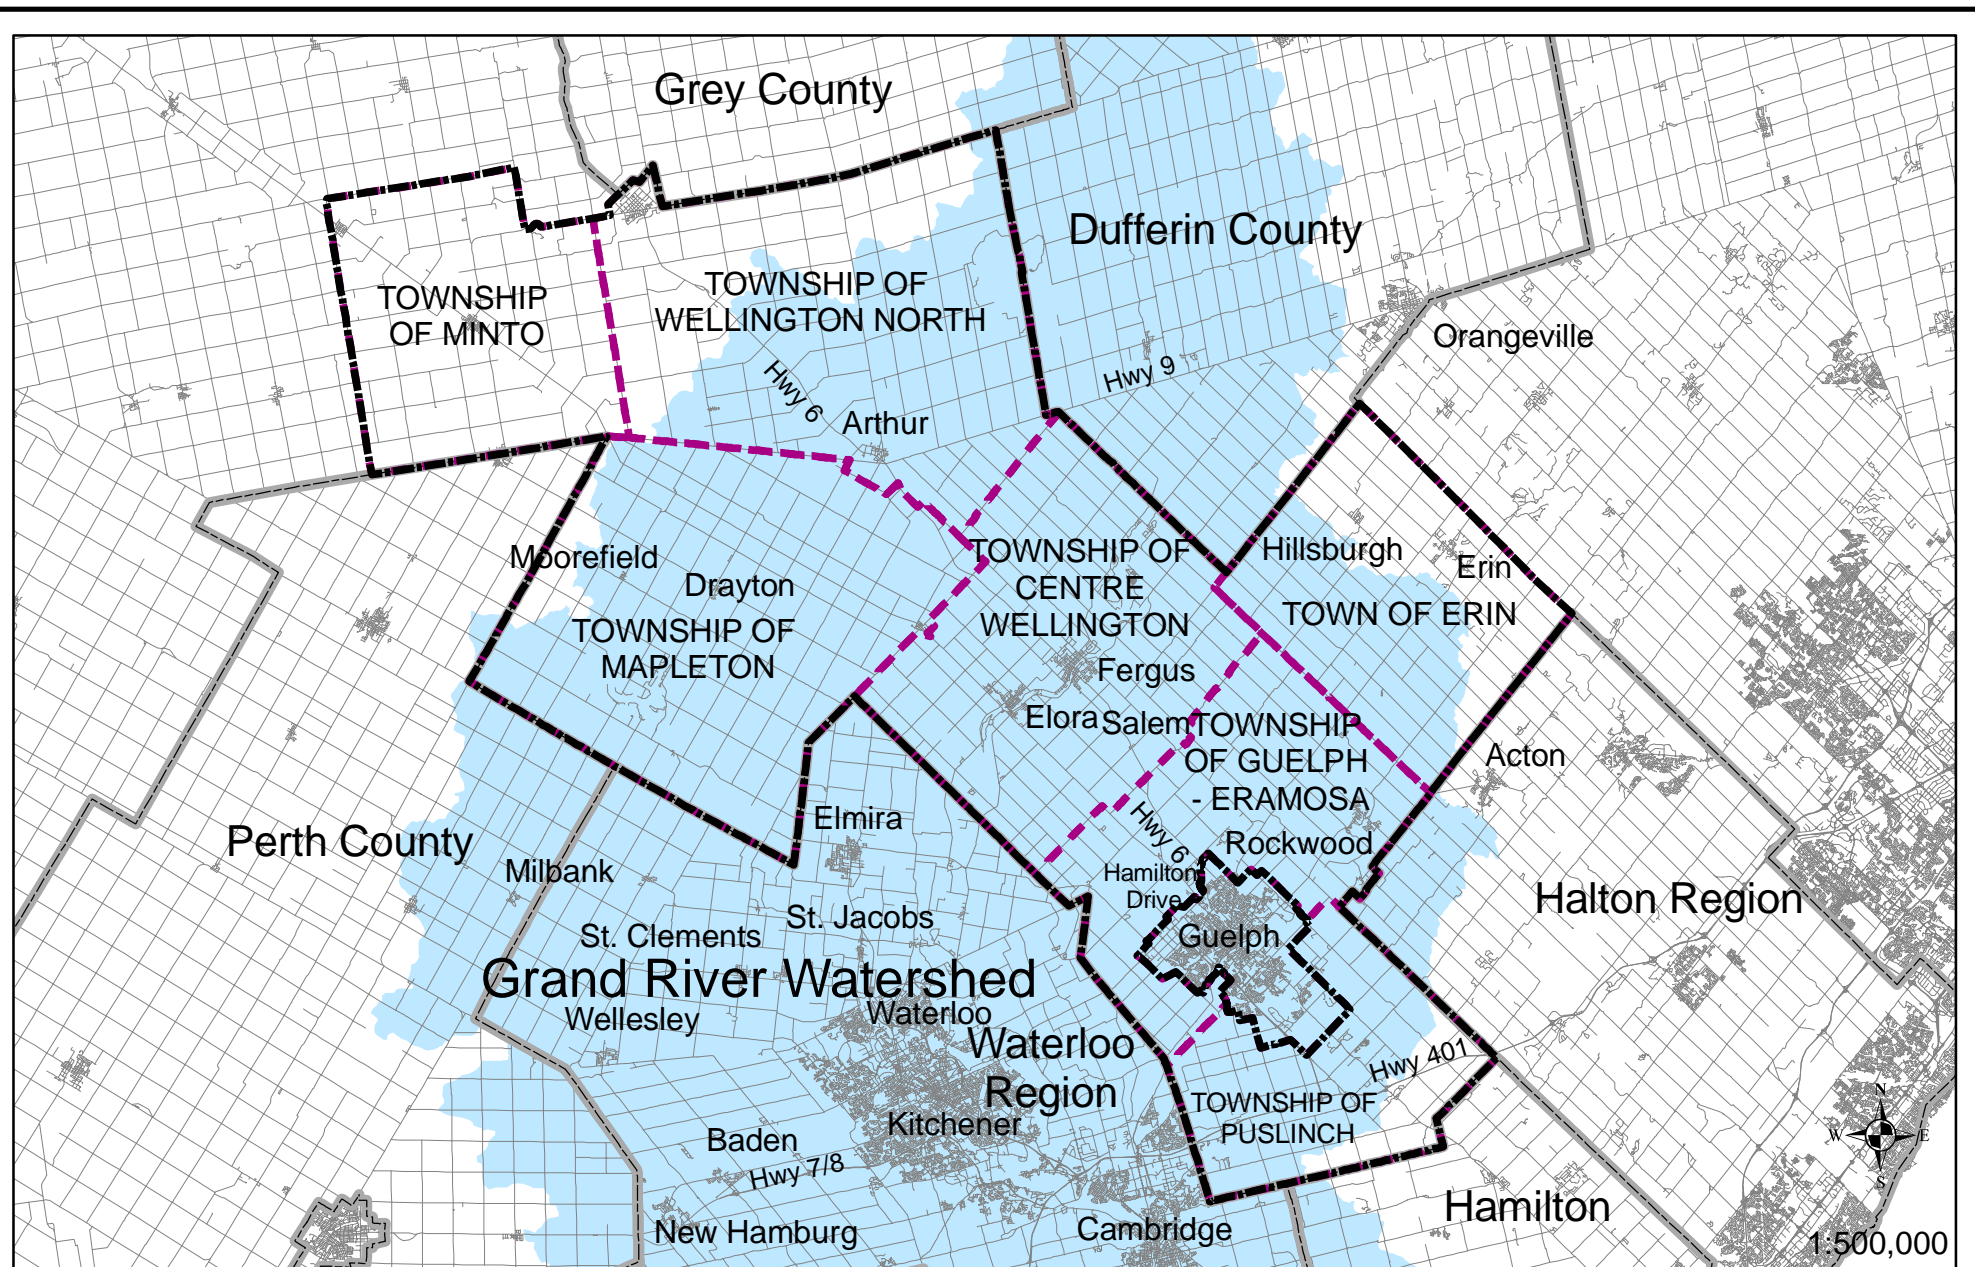 Grey County
Dufferin County
TOWNSHIP
OF MINTO
TOWNSHIP OF
WELLINGTON NORTH
Orangeville
Hwy 9
Hwy 6
Arthur
Moorefield
Drayton
TOWNSHIP OF
MAPLETON
TOWNSHIP OF
CENTRE
WELLINGTON
Hillsburgh
Erin
TOWN OF ERIN
Fergus
Elora
Salem
TOWNSHIP
OF GUELPH
- ERAMOSA
Acton
Rockwood
Hwy 6
Hamilton
Drive
Guelph
Halton Region
Perth County
Elmira
Milbank
St. Jacobs
St. Clements
Grand River Watershed
Wellesley
Waterloo
Waterloo
Region
Kitchener
Hwy 401
TOWNSHIP OF
PUSLINCH
Baden
Hwy 7/8
New Hamburg
Cambridge
Hamilton
N
W
E
S
1:500,000